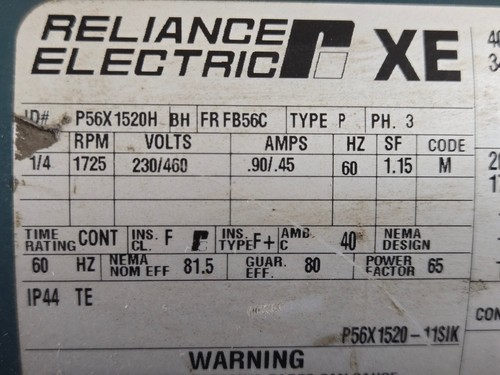 RELIANCE
ELECTRIC XE
ID# P56X1520H BH FR FB56C TYPE P PH. 3
RPM VOLTS AMPS HZ SF CODE
1/4 1725 230/460 .90/.45 60 1.15 M
TIME RATING CONT INS. CL. F INS. TYPE F+ AMB C 40 NEMA DESIGN
60 HZ NEMA NOM EFF 81.5 GUAR. EFF. 80 POWER FACTOR 65
IP44 TE
P56X1520-11SIK
WARNING